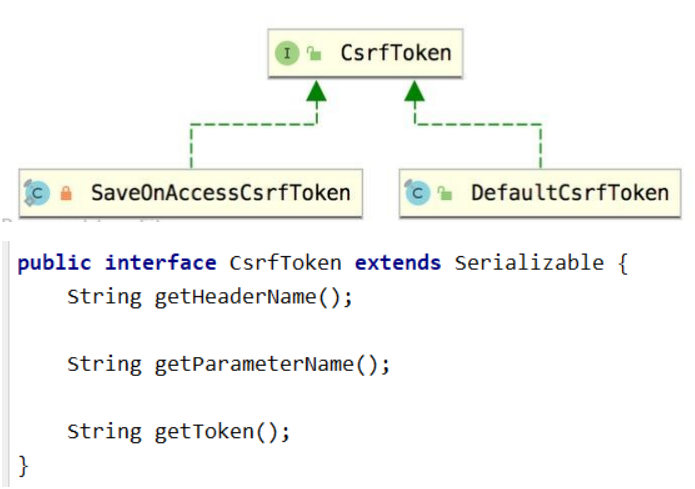 I CsrfToken
C SaveOnAccessCsrfToken C DefaultCsrfToken
public interface CsrfToken extends Serializable {
String getHeaderName();
String getParameterName();
String getToken();
}